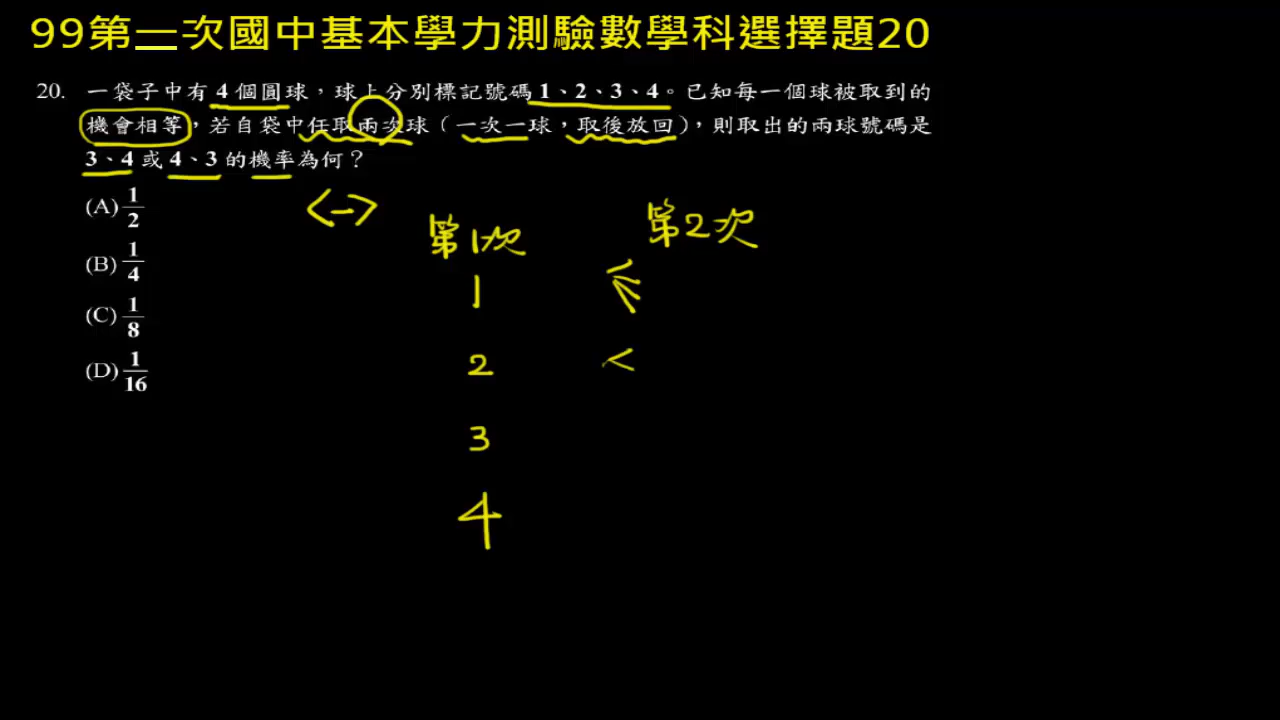 99第一次國中基本學力測驗數學科選擇題20
20. 一袋子中有 4 個圓球，球上分別標記號碼 1、2、3、4。已知每一個球被取到的
機會相等，若自袋中任取兩次球（一次一球，取後放回），則取出的兩球號碼是
3、4 或 4、3 的機率為何？
(A) 1/2
(B) 1/4
(C) 1/8
(D) 1/16
<一>
第1次 第2次
1
2
3
4